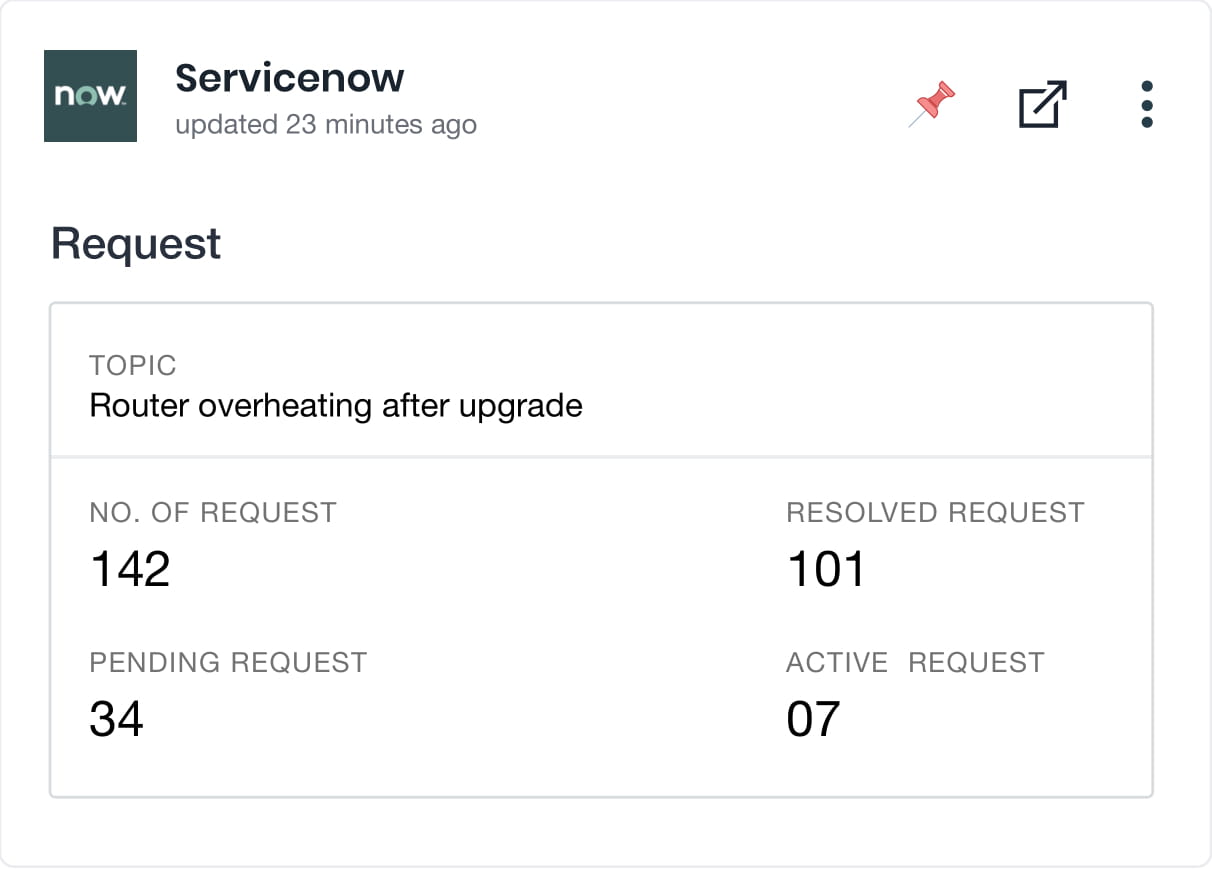 now.
Servicenow
updated 23 minutes ago
Request
TOPIC
Router overheating after upgrade
NO. OF REQUEST
RESOLVED REQUEST
142
101
PENDING REQUEST
ACTIVE REQUEST
34
07